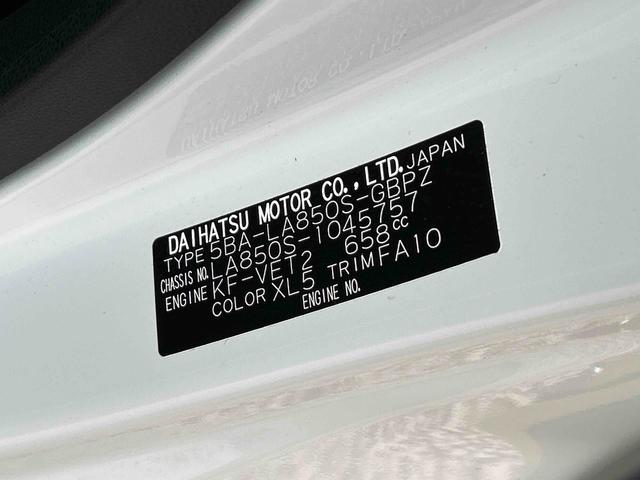 DAIHATSU MOTOR CO., LTD. JAPAN
TYPE 5BA-LA850S-GBPZ
CHASSIS NO. LA850S-1045757
ENGINE KF-VET2 658cc
COLOR XL5 TRIM FA10
ENGINE NO.